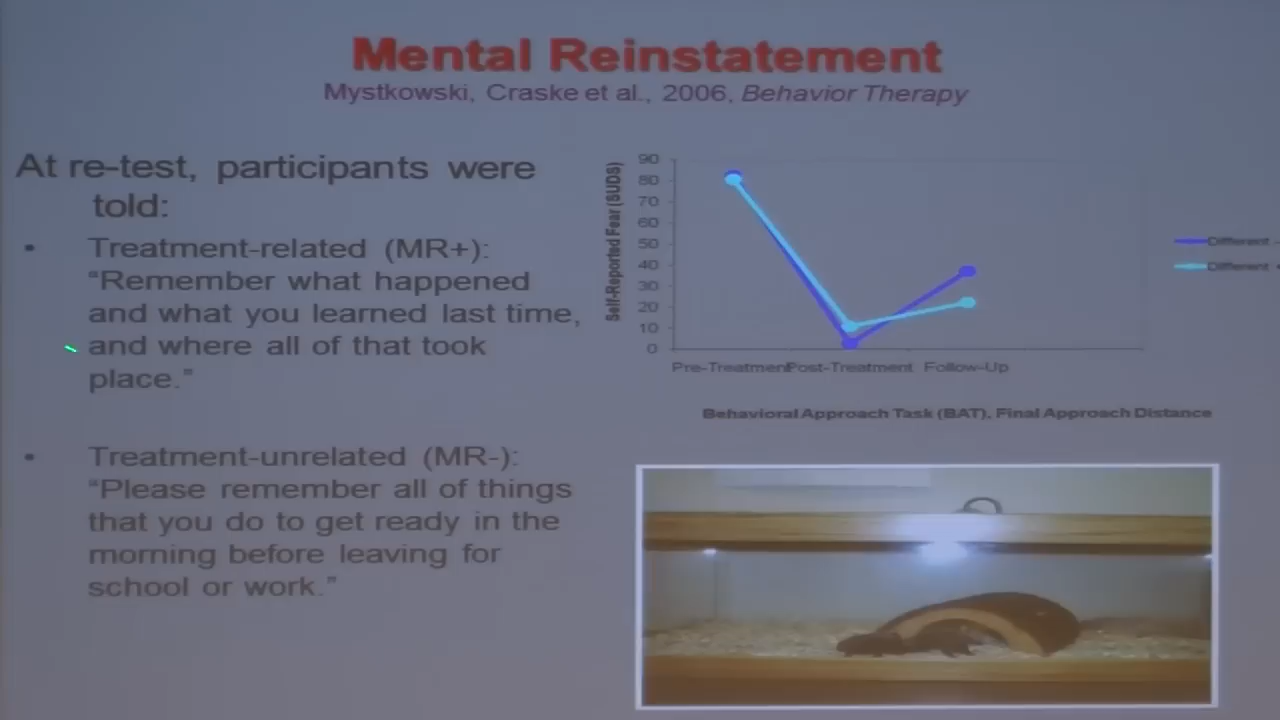 Mental Reinstatement
Mystkowski, Craske et al., 2006, Behavior Therapy
At re-test, participants were
told:
• Treatment-related (MR+):
“Remember what happened
and what you learned last time,
and where all of that took
place.”
• Treatment-unrelated (MR-):
“Please remember all of things
that you do to get ready in the
morning before leaving for
school or work.”
Self-Reported Fear (SUDS)
90
80
70
60
50
40
30
20
10
0
Pre-Treatment Post-Treatment Follow-Up
Behavioral Approach Task (BAT), Final Approach Distance
Different -
Different